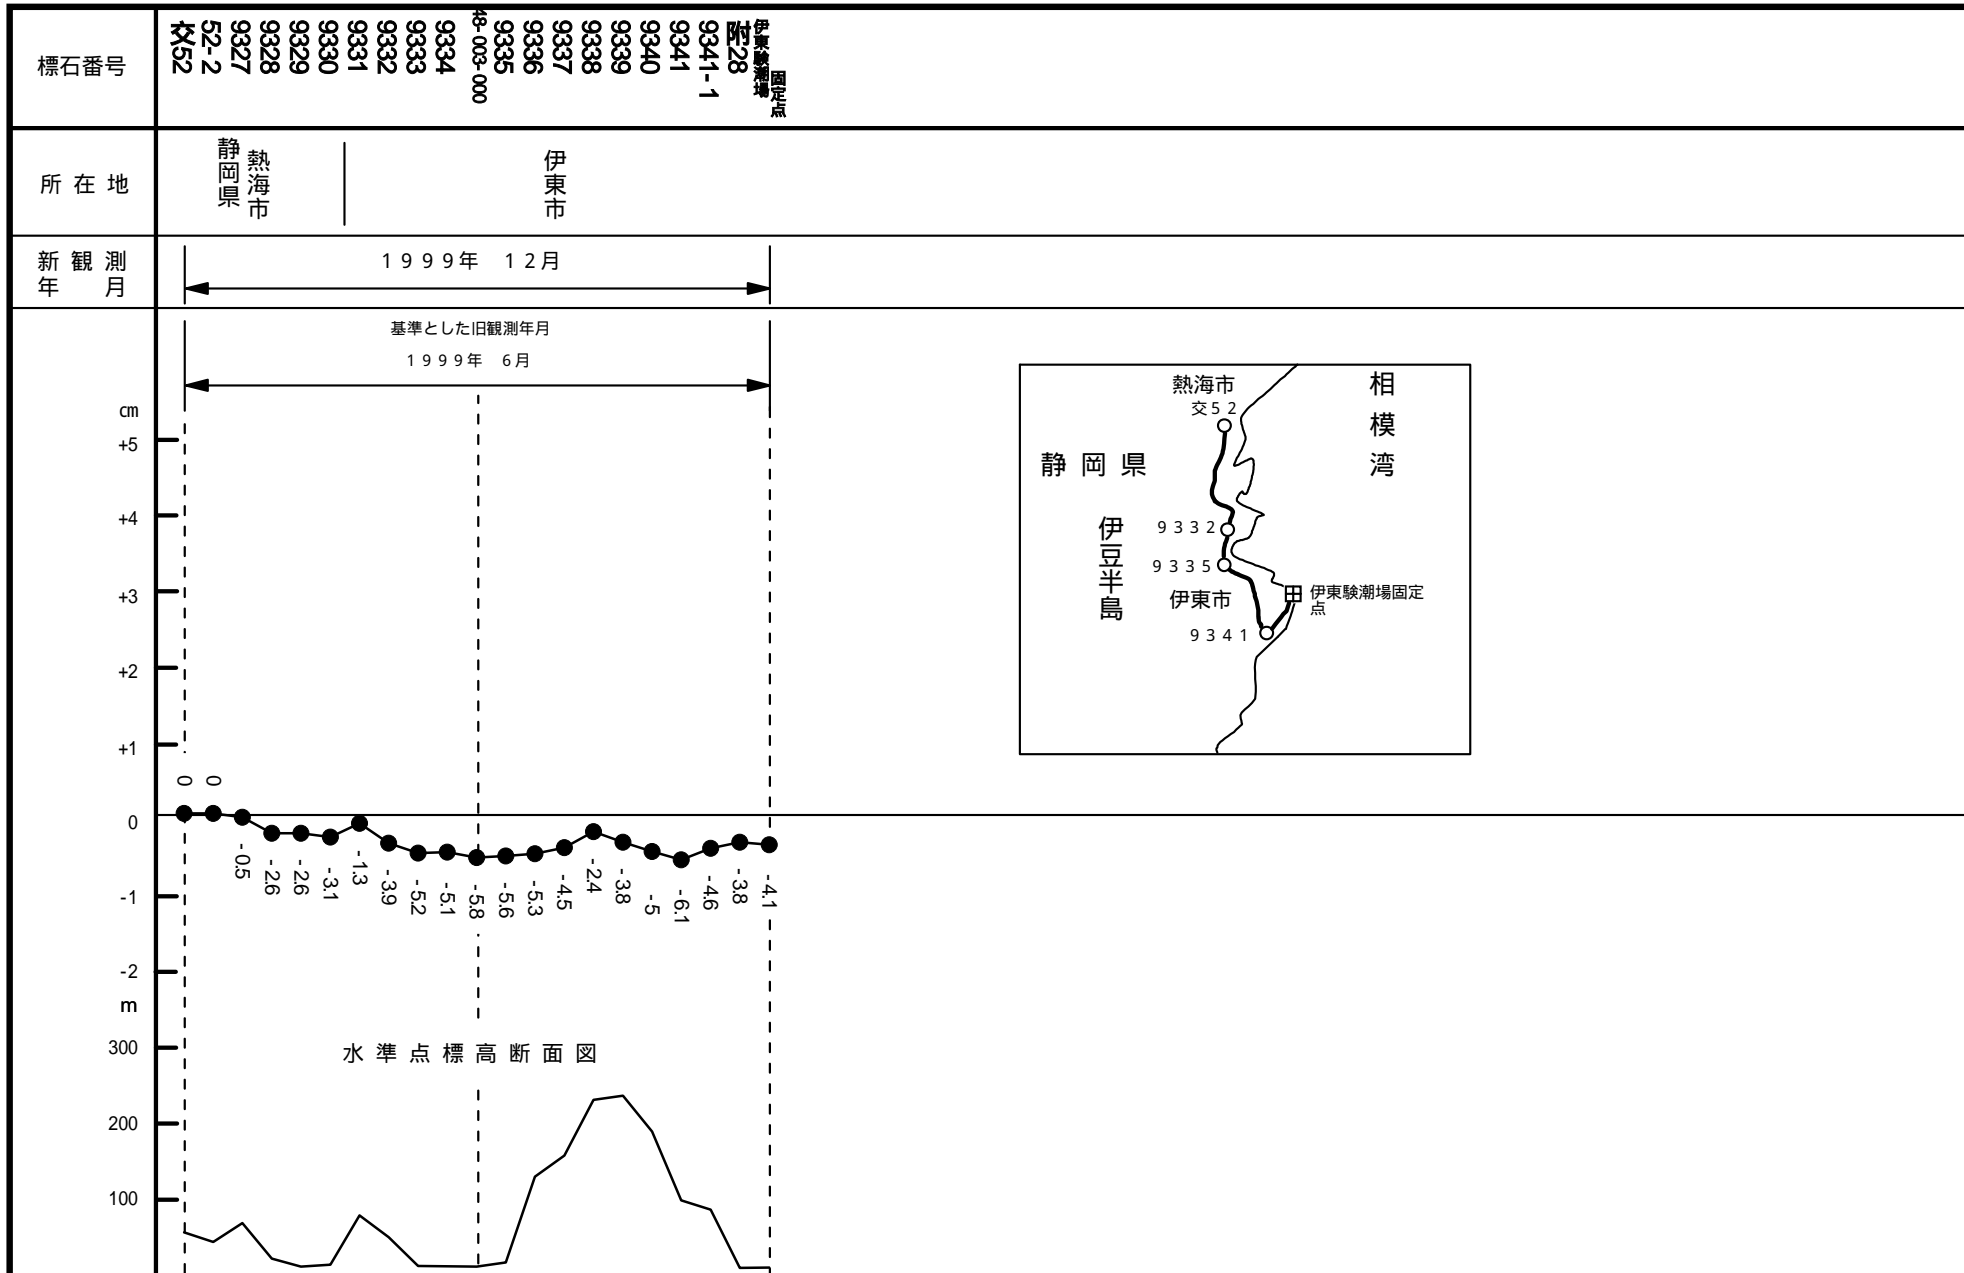 標石番号
交52
52-2
9327
9328
9329
9330
9331
9332
9333
9334
48-003-000
9335
9336
9337
9338
9339
9340
9341
9341-1
附28
伊東験潮場
固定点
所在地
静岡県
熱海市
伊東市
新観測
年月
1999年 12月
基準とした旧観測年月
1999年 6月
cm
+5
+4
+3
+2
+1
0
-1
-2
0
0
-0.5
-2.6
-2.6
-3.1
-1.3
-3.9
-5.2
-5.1
-5.8
-5.6
-5.3
-4.5
-2.4
-3.8
-5
-6.1
-4.6
-3.8
-4.1
m
300
200
100
水準点標高断面図
熱海市
交52
相模湾
静岡県
伊豆半島
9332
9335
伊東市
伊東験潮場固定
点
9341